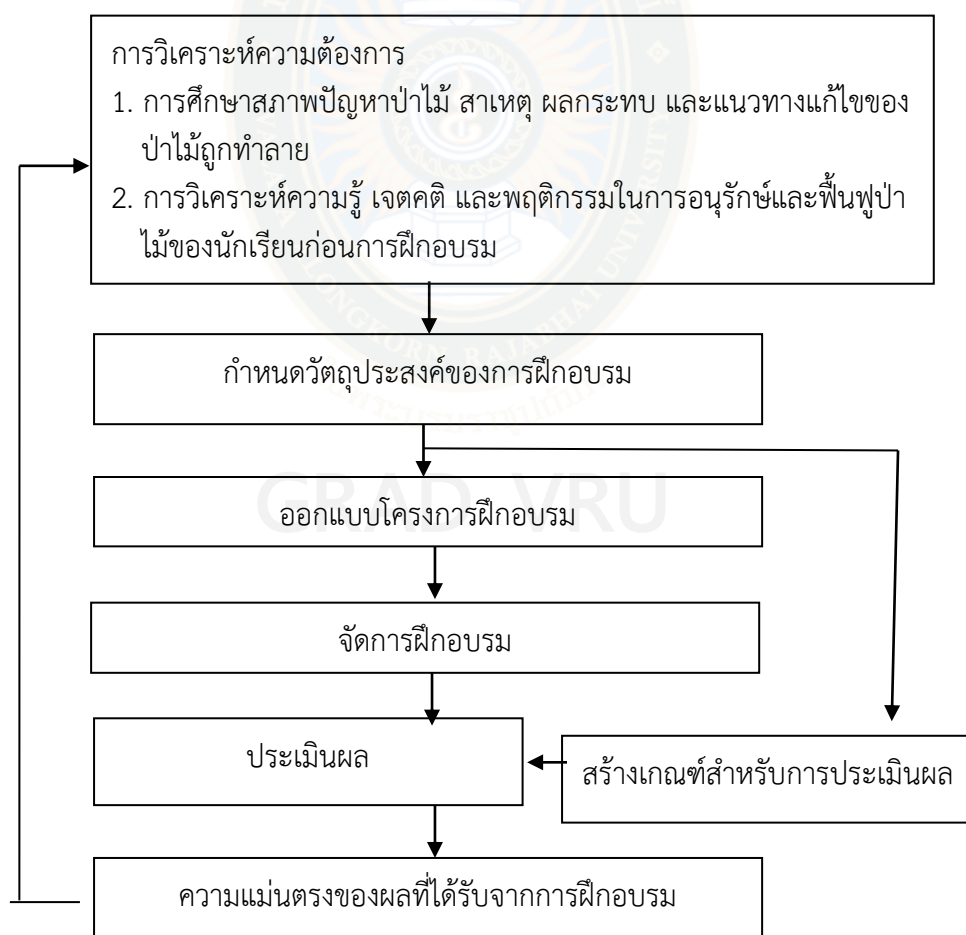 การวิเคราะห์ความต้องการ
1. การศึกษาสภาพปัญหาป่าไม้ สาเหตุ ผลกระทบ และแนวทางแก้ไขของ
ป่าไม้ถูกทำลาย
2. การวิเคราะห์ความรู้ เจตคติ และพฤติกรรมในการอนุรักษ์และฟื้นฟูป่า
ไม้ของนักเรียนก่อนการฝึกอบรม
กำหนดวัตถุประสงค์ของการฝึกอบรม
GRAD VRU
ออกแบบโครงการฝึกอบรม
จัดการฝึกอบรม
ประเมินผล
สร้างเกณฑ์สำหรับการประเมินผล
ความแม่นตรงของผลที่ได้รับจากการฝึกอบรม